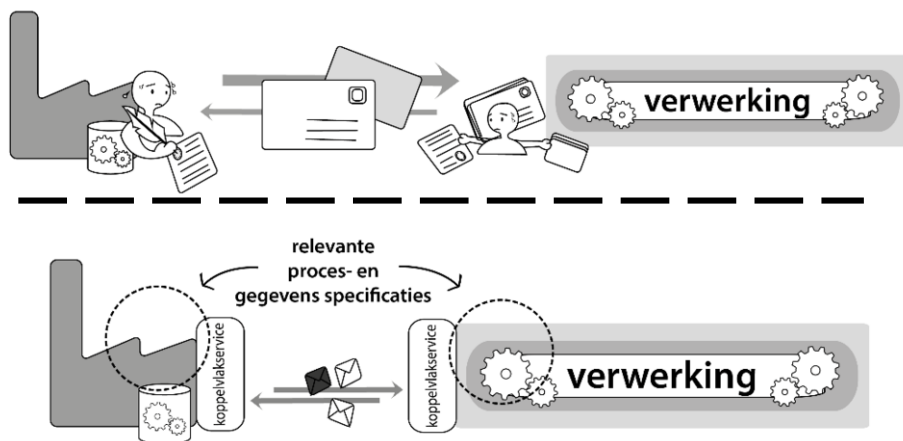 verwerking
relevante
proces- en
gegevens specificaties
koppelvlakservice
koppelvlakservice
verwerking